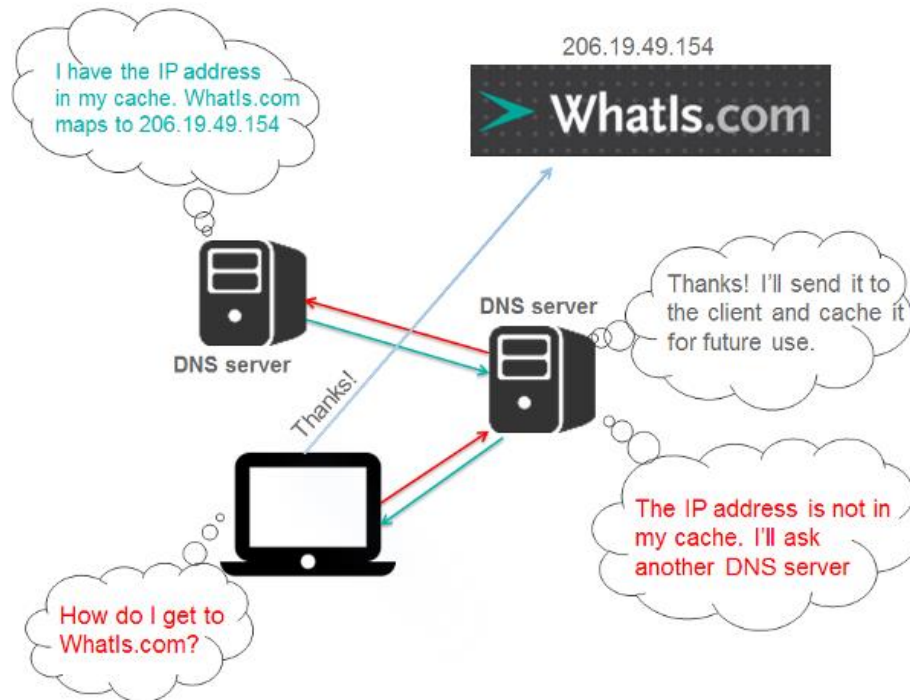 I have the IP address
in my cache. WhatIs.com
maps to 206.19.49.154
206.19.49.154
WhatIs.com
DNS server
DNS server
Thanks! I'll send it to
the client and cache it
for future use.
Thanks!
The IP address is not in
my cache. I'll ask
another DNS server
How do I get to
WhatIs.com?